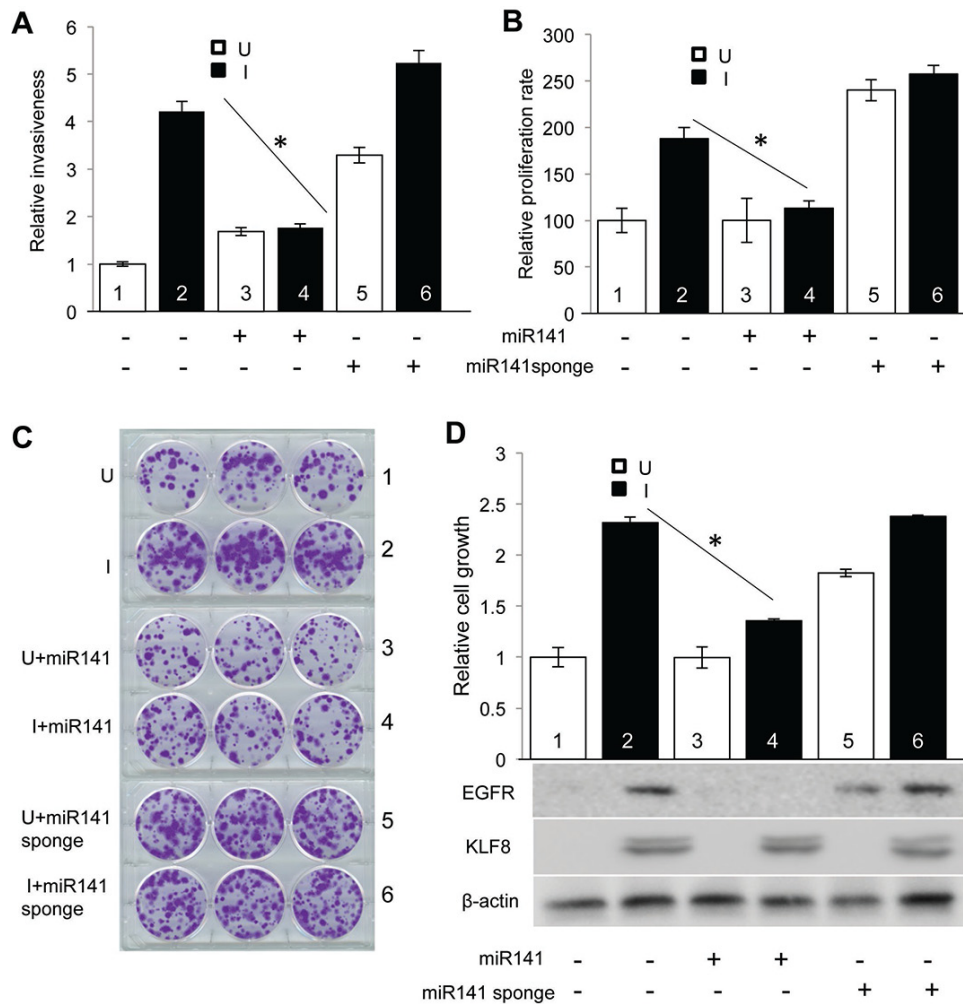 A
Relative invasiveness
6
5
4
3
2
1
0
U
I
*
1 2 3 4 5 6
- - + + - -
- - - - + +
B
Relative proliferation rate
300
250
200
150
100
50
0
U
I
*
1 2 3 4 5 6
miR141 - - + + - -
miR141sponge - - - - + +
C
U 1
I 2
U+miR141 3
I+miR141 4
U+miR141
sponge 5
I+miR141
sponge 6
D
Relative cell growth
3
2.5
2
1.5
1
0.5
0
U
I
*
1 2 3 4 5 6
EGFR
KLF8
β-actin
miR141 - - + + - -
miR141 sponge - - - - + +